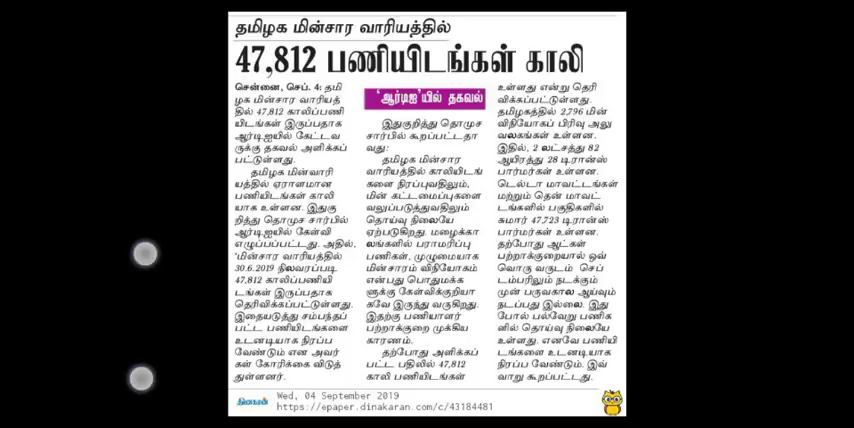 தமிழக மின்சார வாரியத்தில்
47,812 பணியிடங்கள் காலி
சென்னை, செப். 4: தமி
ழக மின்சார வாரியத்
தில் 47,812 காலிப்பணி
யிடங்கள் இருப்பதாக
ஆர்டிஐயில் கேட்டவ
ருக்கு தகவல் அளிக்கப்
பட்டுள்ளது.
தமிழக மின்வாரி
யத்தில் ஏராளமான
பணியிடங்கள் காலி
யாக உள்ளன. இதுகு
றித்து தொமுச சார்பில்
ஆர்டிஐயில் கேள்வி
எழுப்பப்பட்டது. அதில்,
'மின்சார வாரியத்தில்
30.6.2019 நிலவரப்படி
47,812 காலிப்பணியி
டங்கள் இருப்பதாக
தெரிவிக்கப்பட்டுள்ளது.
இதையடுத்து சம்பந்தப்
பட்ட பணியிடங்களை
உடனடியாக நிரப்ப
வேண்டும் என அவர்
கள் கோரிக்கை விடுத்
துள்ளனர்.
'ஆர்டிஐ'யில் தகவல்
இதுகுறித்து தொமுச
சார்பில் கூறப்பட்டதா
வது:
தமிழக மின்சார
வாரியத்தில் காலியிடங்
களை நிரப்புவதிலும்,
மின் கட்டமைப்புகளை
வலுப்படுத்துவதிலும்
தொய்வு நிலையே
ஏற்படுகிறது. மழைக்கா
லங்களில் பராமரிப்பு
பணிகள், முழுமையாக
மின்சாரம் விநியோகம்
என்பது பொதுமக்க
ளுக்கு கேள்விக்குறியா
கவே இருந்து வருகிறது.
இதற்கு பணியாளர்
பற்றாக்குறை முக்கிய
காரணம்.
தற்போது அளிக்கப்
பட்ட பதிலில் 47,812
காலி பணியிடங்கள்
உள்ளது என்று தெரி
விக்கப்பட்டுள்ளது.
தமிழகத்தில் 2,796 மின்
விநியோகப் பிரிவு அலு
வலகங்கள் உள்ளன.
இதில், 2 லட்சத்து 82
ஆயிரத்து 28 டிரான்ஸ்
பார்மர்கள் உள்ளன.
டெல்டா மாவட்டங்கள்
மற்றும் தென் மாவட்
டங்களில் பகுதிகளில்
சுமார் 47,723 டிரான்ஸ்
பார்மர்கள் உள்ளன.
தற்போது ஆட்கள்
பற்றாக்குறையால் ஒவ்
வொரு வருடம் செப்
டம்பரிலும் நடக்கும்
முன் பருவகால ஆய்வும்
நடப்பது இல்லை. இது
போல் பல்வேறு பணிக
ளில் தொய்வு நிலையே
உள்ளது. எனவே பணியி
டங்களை உடனடியாக
நிரப்ப வேண்டும். இவ்
வாறு கூறப்பட்டது.
தினகரன்
Wed, 04 September 2019
https://epaper.dinakaran.com/c/43184481